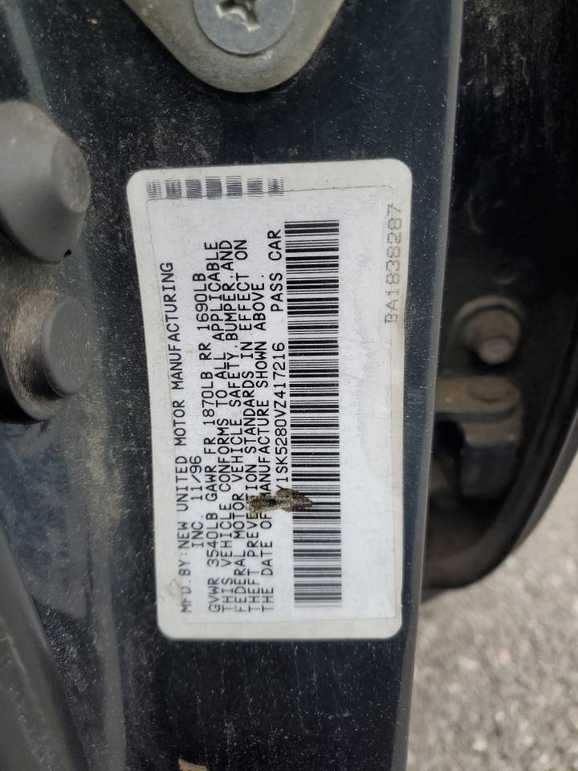 MFD.BY:NEW UNITED MOTOR MANUFACTURING
INC. 11/96
GVWR 3540LB GAWR FR 1870LB RR 1690LB
THIS VEHICLE CONFORMS TO ALL APPLICABLE
FEDERAL MOTOR VEHICLE SAFETY,BUMPER,AND
THEFT PREVENTION STANDARDS IN EFFECT ON
THE DATE OF MANUFACTURE SHOWN ABOVE.
Y1SK5280VZ417216 PASS CAR
BA1838287